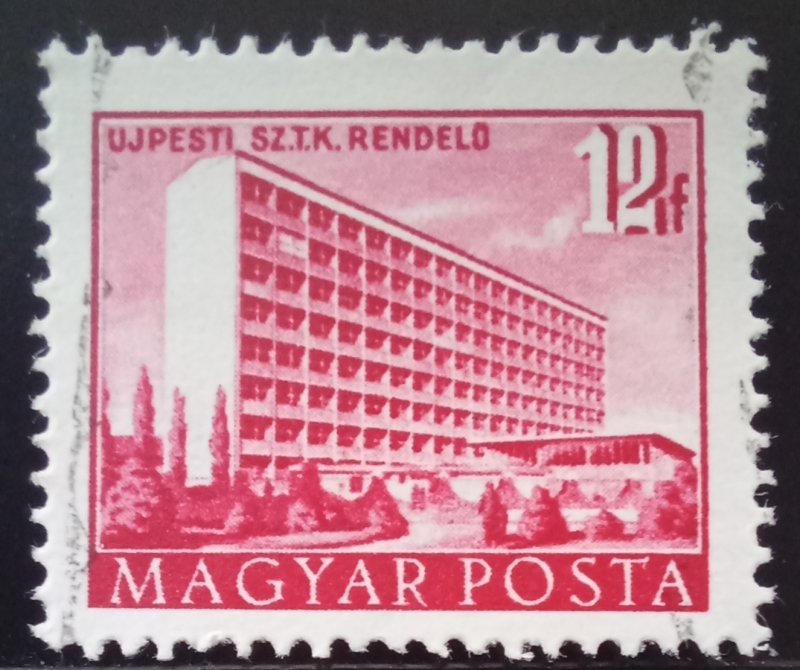 UJPESTI SZ.T.K. RENDELŐ
12f
MAGYAR POSTA